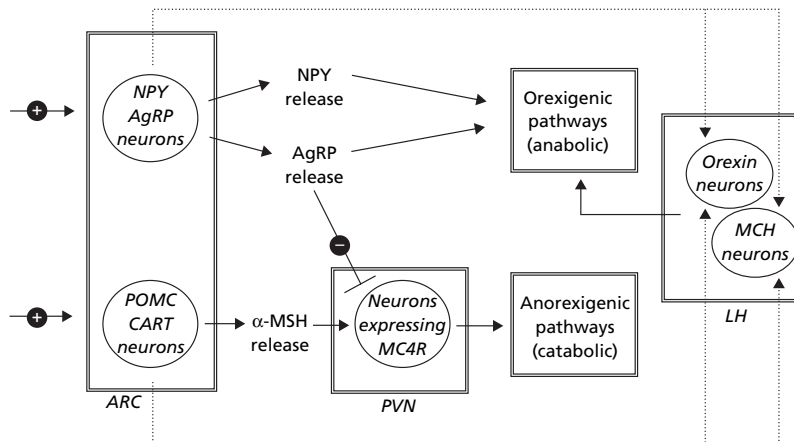 +
NPY
AgRP
neurons
NPY
release
AgRP
release
Orexigenic
pathways
(anabolic)
Orexin
neurons
MCH
neurons
LH
−
+
POMC
CART
neurons
α-MSH
release
Neurons
expressing
MC4R
Anorexigenic
pathways
(catabolic)
ARC
PVN